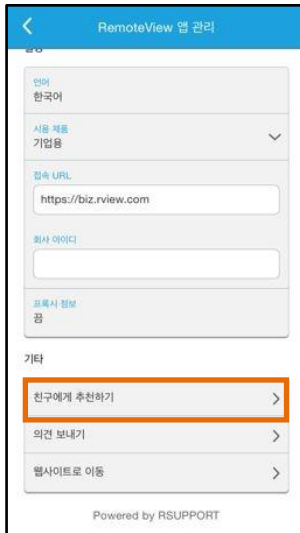 RemoteView 앱 관리
설정
언어
한국어
사용 제품
기업용
접속 URL
https://biz.rview.com
회사 아이디
프록시 정보
끔
기타
친구에게 추천하기
의견 보내기
웹사이트로 이동
Powered by RSUPPORT